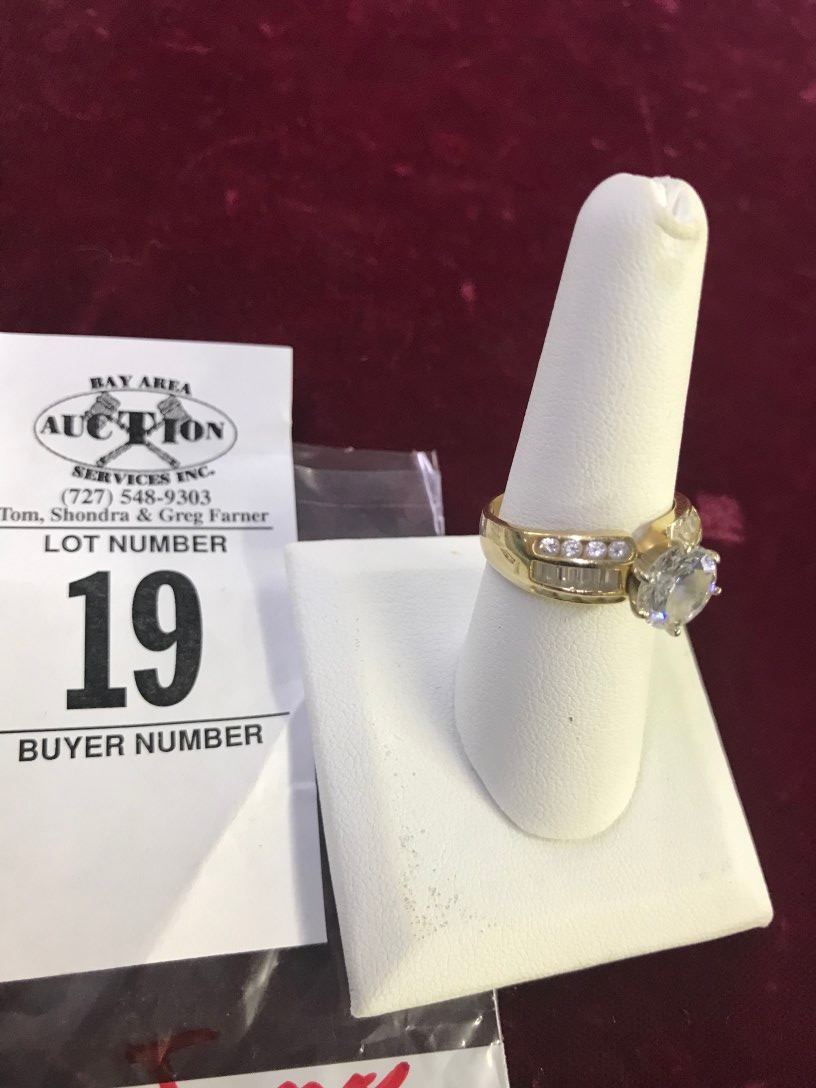 BAY AREA
AUCTION
SERVICES INC.
(727) 548-9303
Tom, Shondra & Greg Farner
LOT NUMBER
19
BUYER NUMBER